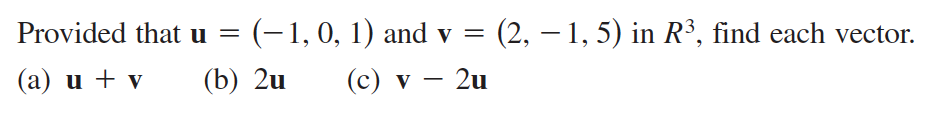 Provided that u = (−1, 0, 1) and v = (2, −1, 5) in R³, find each vector.
(a) u + v (b) 2u (c) v − 2u